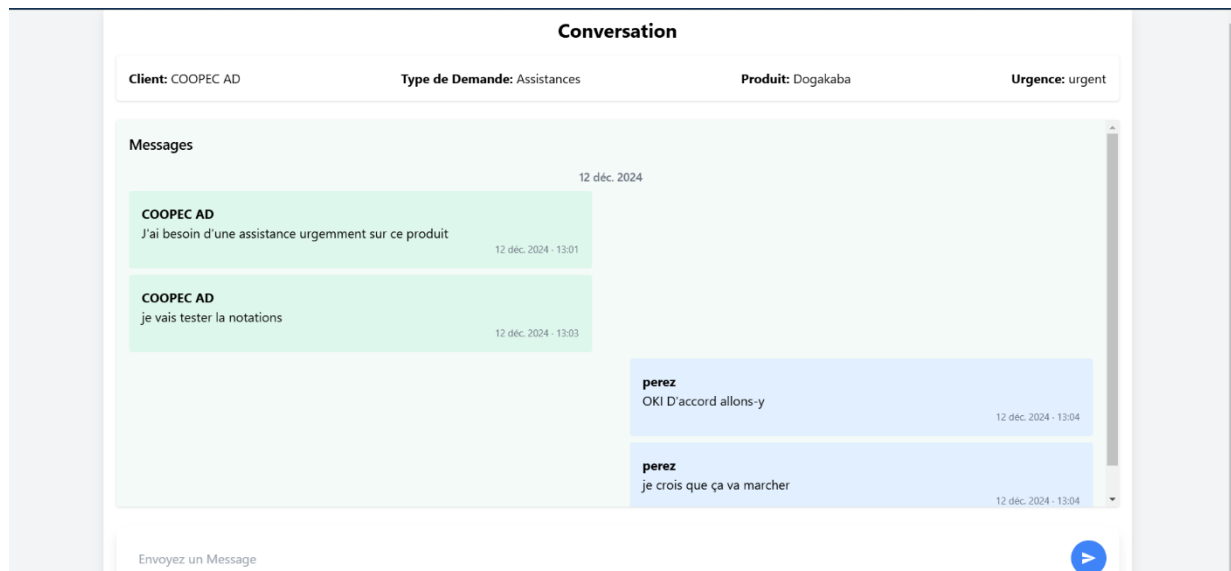 Conversation
Client: COOPEC AD Type de Demande: Assistances Produit: Dogakaba Urgence: urgent
Messages
12 déc. 2024
COOPEC AD
J'ai besoin d'une assistance urgemment sur ce produit
12 déc. 2024 - 13:01
COOPEC AD
je vais tester la notations
12 déc. 2024 - 13:03
perez
OKI D'accord allons-y
12 déc. 2024 - 13:04
perez
je crois que ça va marcher
12 déc. 2024 - 13:04
Envoyez un Message